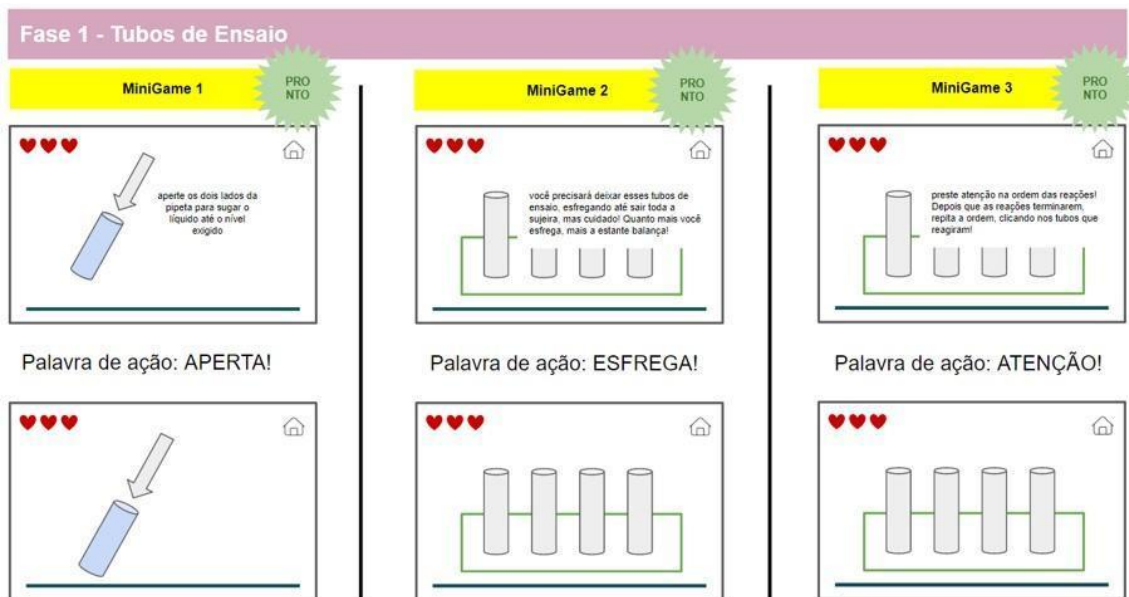 Fase 1 - Tubos de Ensaio
MiniGame 1
PRO
NTO
aperte os dois lados da
pipeta para sugar o
líquido até o nível
exigido
Palavra de ação: APERTA!
MiniGame 2
PRO
NTO
você precisará deixar esses tubos de
ensaio, esfregando até sair toda a
sujeira, mas cuidado! Quanto mais você
esfrega, mais a estante balança!
Palavra de ação: ESFREGA!
MiniGame 3
PRO
NTO
preste atenção na ordem das reações!
Depois que as reações terminarem,
repita a ordem, clicando nos tubos que
reagiram!
Palavra de ação: ATENÇÃO!